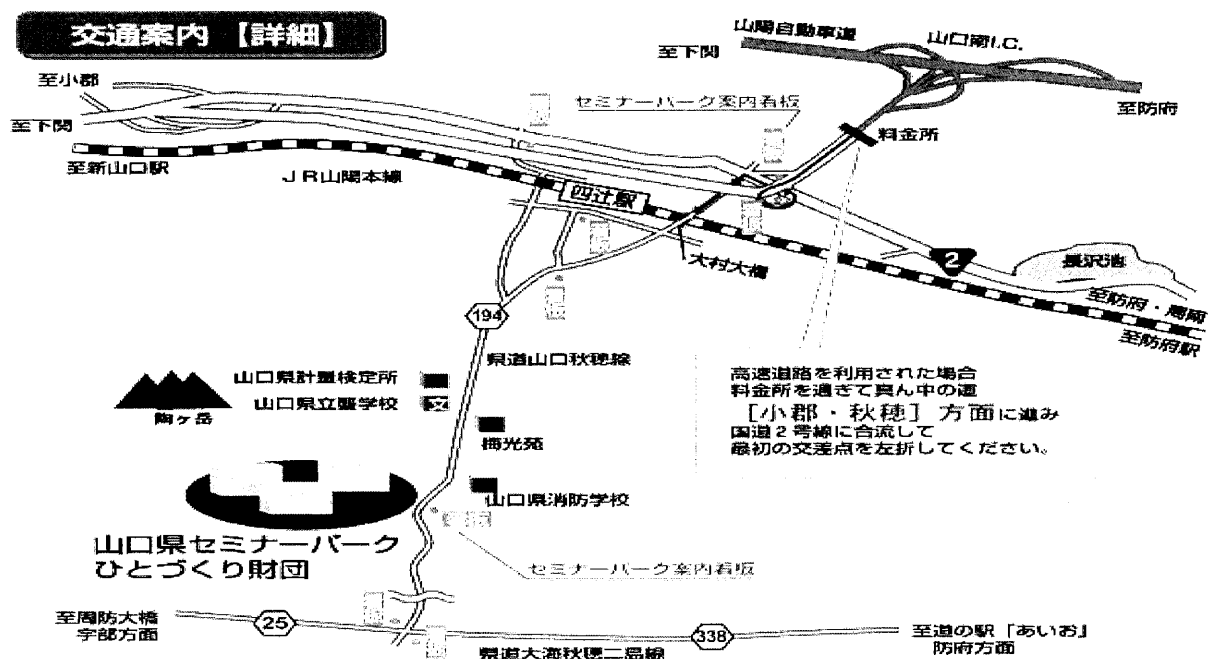 交通案内【詳細】
山陽自動車道
山口南I.C.
至下関
至防府
至小郡
至下関
セミナーパーク案内看板
料金所
至新山口駅
JR山陽本線
四辻駅
大村大橋
2
長沢池
至防府・周南
至防府駅
194
県道山口秋穂線
山口県計量検定所
山口県立聾学校
文
陶ヶ岳
梅光苑
高速道路を利用された場合
料金所を過ぎて真ん中の道
［小郡・秋穂］方面に進み
国道2号線に合流して
最初の交差点を左折してください。
山口県消防学校
山口県セミナーパーク
ひとづくり財団
セミナーパーク案内看板
至周防大橋
宇部方面
25
338
県道大海秋穂二島線
至道の駅「あいお」
防府方面